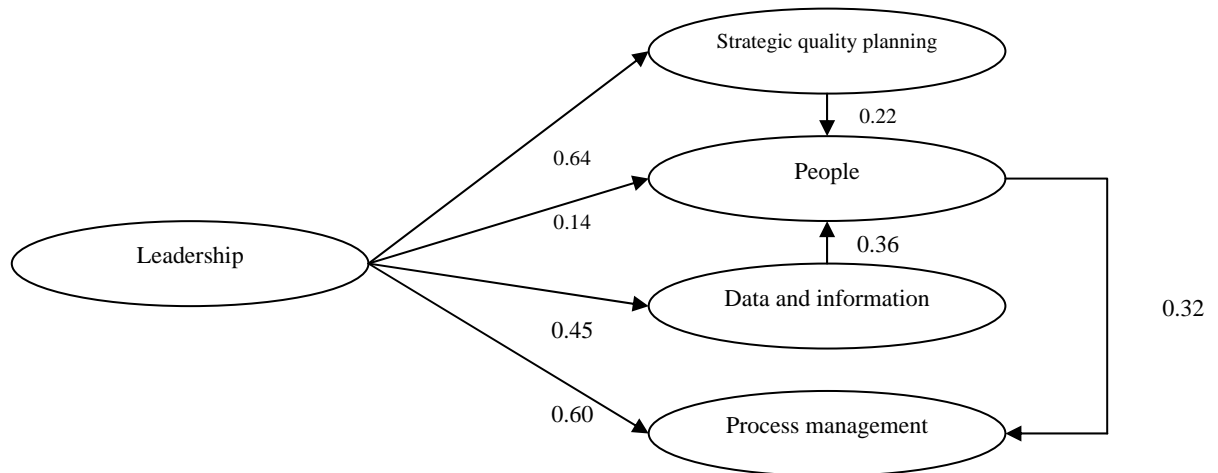 Strategic quality planning
0.22
0.64
People
0.14
Leadership
0.36
Data and information
0.32
0.45
0.60
Process management